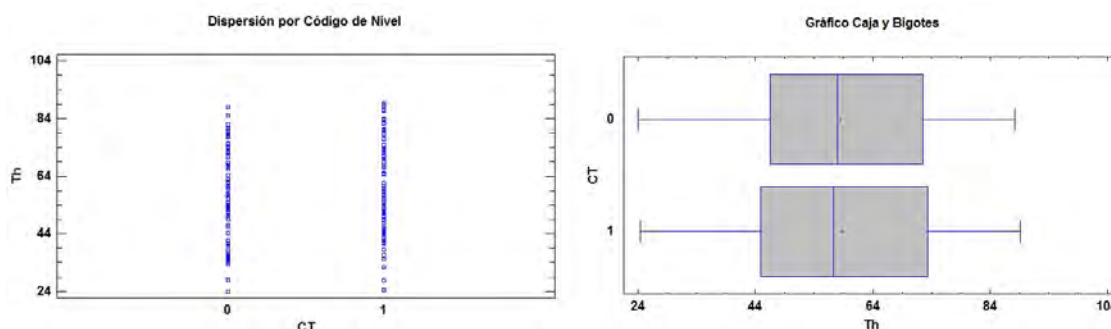 Dispersión por Código de Nivel
104
84
64
44
24
Th
0 1
CT
Gráfico Caja y Bigotes
0
1
CT
24 44 64 84
Th